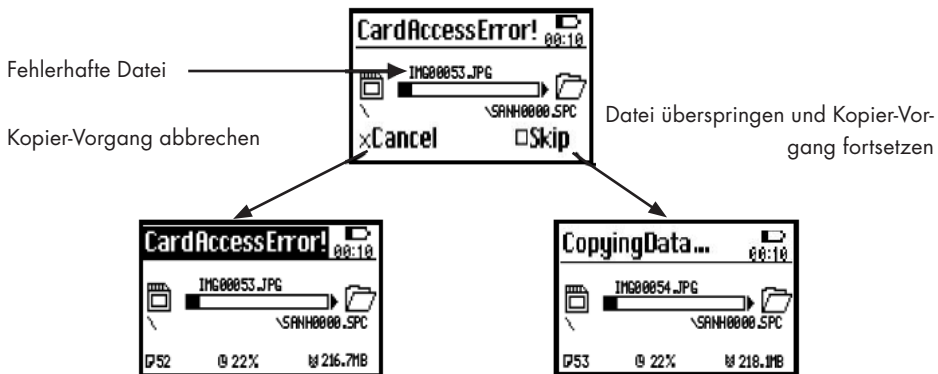 CardAccessError!
00:10
Fehlerhafte Datei
IMG00053.JPG
\
\SANH0000.SPC
Kopier-Vorgang abbrechen
×Cancel
□Skip
Datei überspringen und Kopier-Vor-
gang fortsetzen
CardAccessError!
00:10
IMG00053.JPG
\
\SANH0000.SPC
52
22%
216.7MB
CopyingData...
00:10
IMG00054.JPG
\
\SANH0000.SPC
53
22%
218.1MB